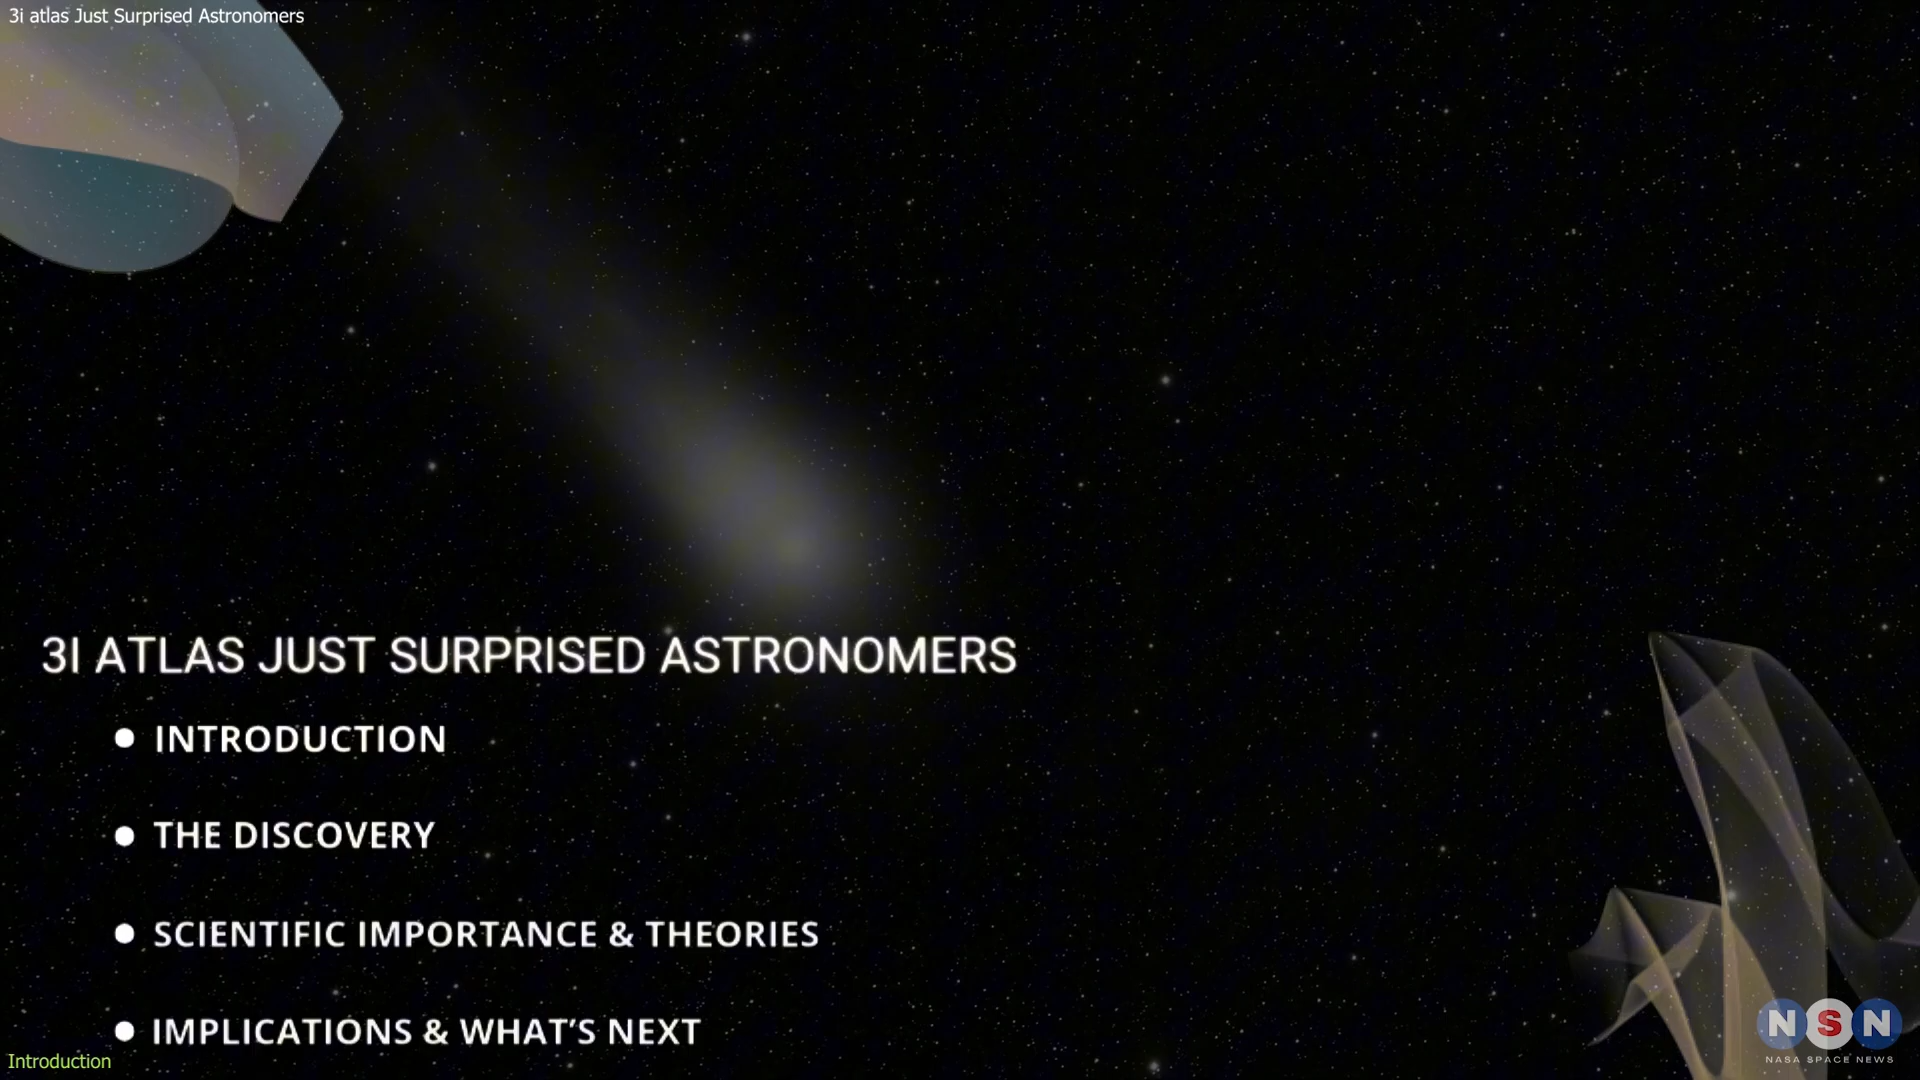 3i atlas Just Surprised Astronomers
3I ATLAS JUST SURPRISED ASTRONOMERS
INTRODUCTION
THE DISCOVERY
SCIENTIFIC IMPORTANCE & THEORIES
IMPLICATIONS & WHAT'S NEXT
Introduction
NSN
NASA SPACE NEWS